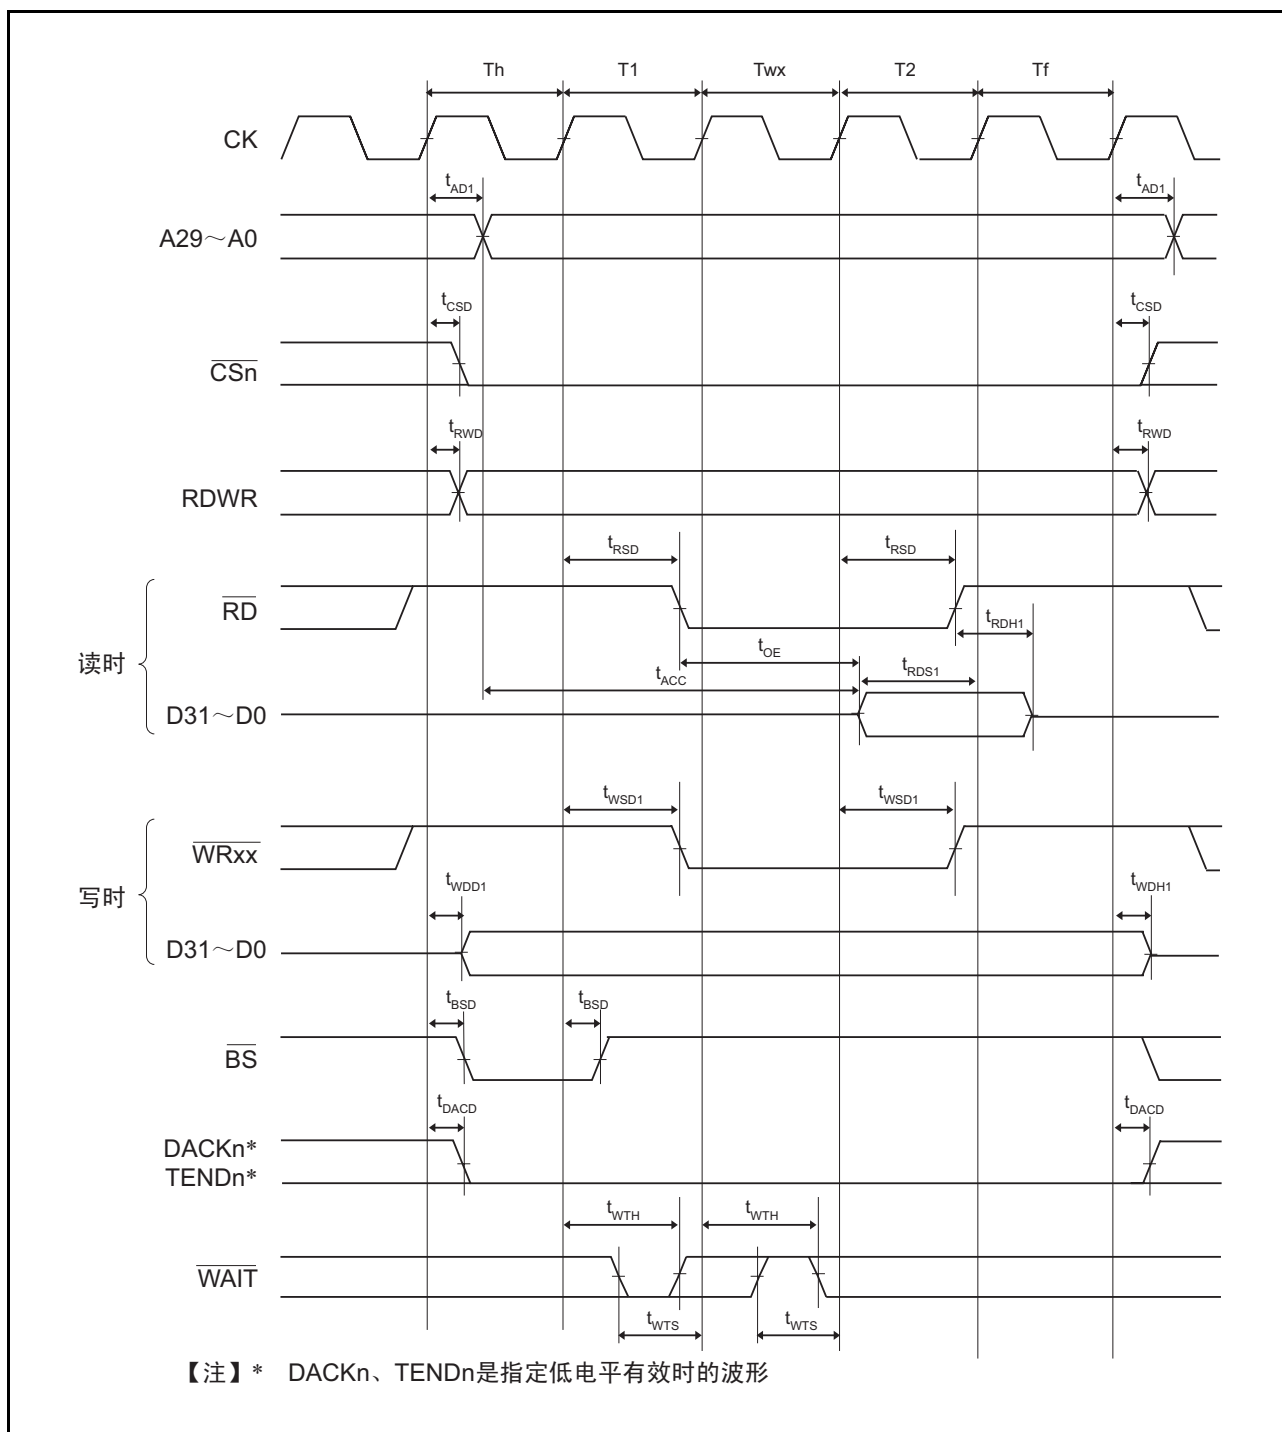 Th T1 Twx T2 Tf
CK
tAD1 tAD1
A29～A0
tCSD tCSD
CSn
tRWD tRWD
RDWR
tRSD tRSD
RD
tRDH1
tOE
读时
tACC tRDS1
D31～D0
tWSD1 tWSD1
WRxx
tWDD1 tWDH1
写时
D31～D0
tBSD tBSD
BS
tDACD tDACD
DACKn*
TENDn*
tWTH tWTH
WAIT
tWTS tWTS
【注】* DACKn、TENDn是指定低电平有效时的波形